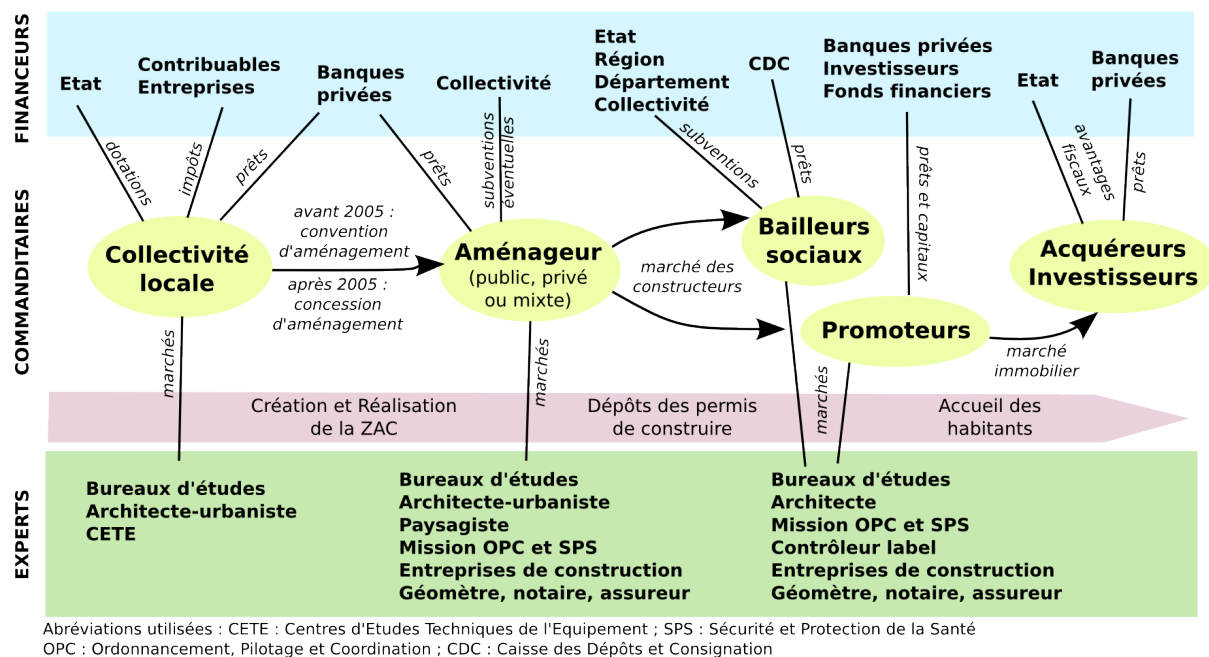 FINANCEURS
Etat
Contribuables
Entreprises
Banques
privées
Collectivité
Etat
Région
Département
Collectivité
CDC
Banques privées
Investisseurs
Fonds financiers
Etat
Banques
privées
dotations
impôts
prêts
prêts
subventions
éventuelles
subventions
prêts
prêts et capitaux
avantages
fiscaux
prêts
COMMANDITAIRES
Collectivité
locale
avant 2005 :
convention
d'aménagement
après 2005 :
concession
d'aménagement
Aménageur
(public, privé
ou mixte)
marché des
constructeurs
Bailleurs
sociaux
Promoteurs
marché
immobilier
Acquéreurs
Investisseurs
marchés
marchés
marchés
Création et Réalisation
de la ZAC
Dépôts des permis
de construire
Accueil des
habitants
EXPERTS
Bureaux d'études
Architecte-urbaniste
CETE
Bureaux d'études
Architecte-urbaniste
Paysagiste
Mission OPC et SPS
Entreprises de construction
Géomètre, notaire, assureur
Bureaux d'études
Architecte
Mission OPC et SPS
Contrôleur label
Entreprises de construction
Géomètre, notaire, assureur
Abréviations utilisées : CETE : Centres d'Etudes Techniques de l'Equipement ; SPS : Sécurité et Protection de la Santé
OPC : Ordonnancement, Pilotage et Coordination ; CDC : Caisse des Dépôts et Consignation